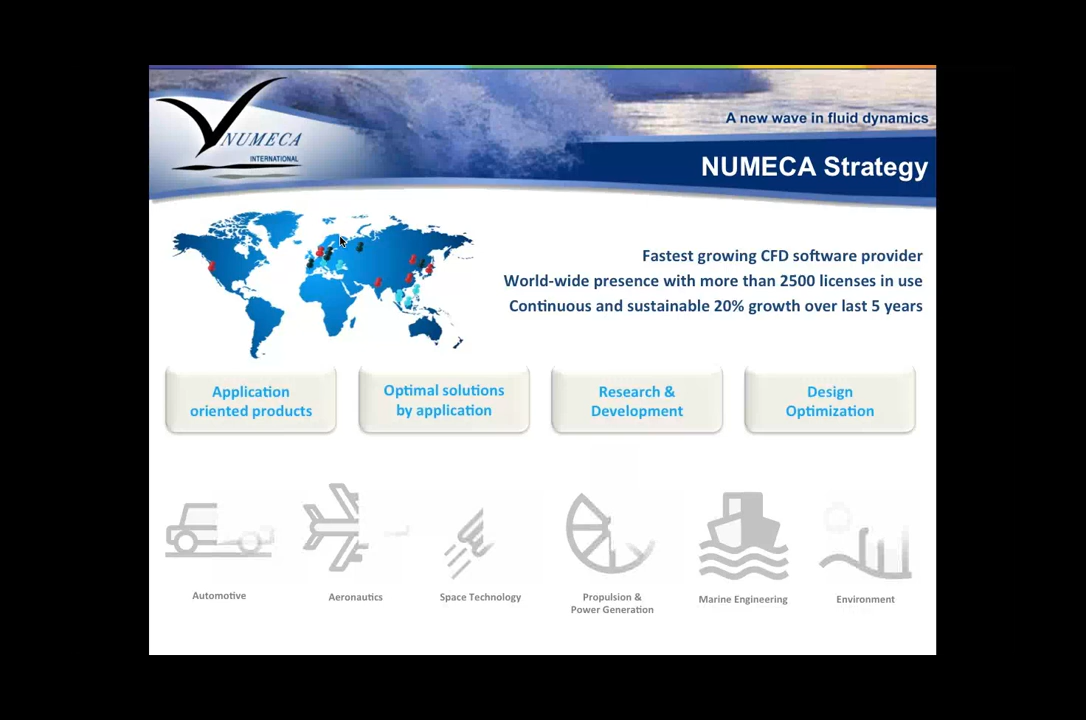 NUMECA
INTERNATIONAL
A new wave in fluid dynamics
NUMECA Strategy
Fastest growing CFD software provider
World-wide presence with more than 2500 licenses in use
Continuous and sustainable 20% growth over last 5 years
Application
oriented products
Optimal solutions
by application
Research &
Development
Design
Optimization
Automotive
Aeronautics
Space Technology
Propulsion &
Power Generation
Marine Engineering
Environment